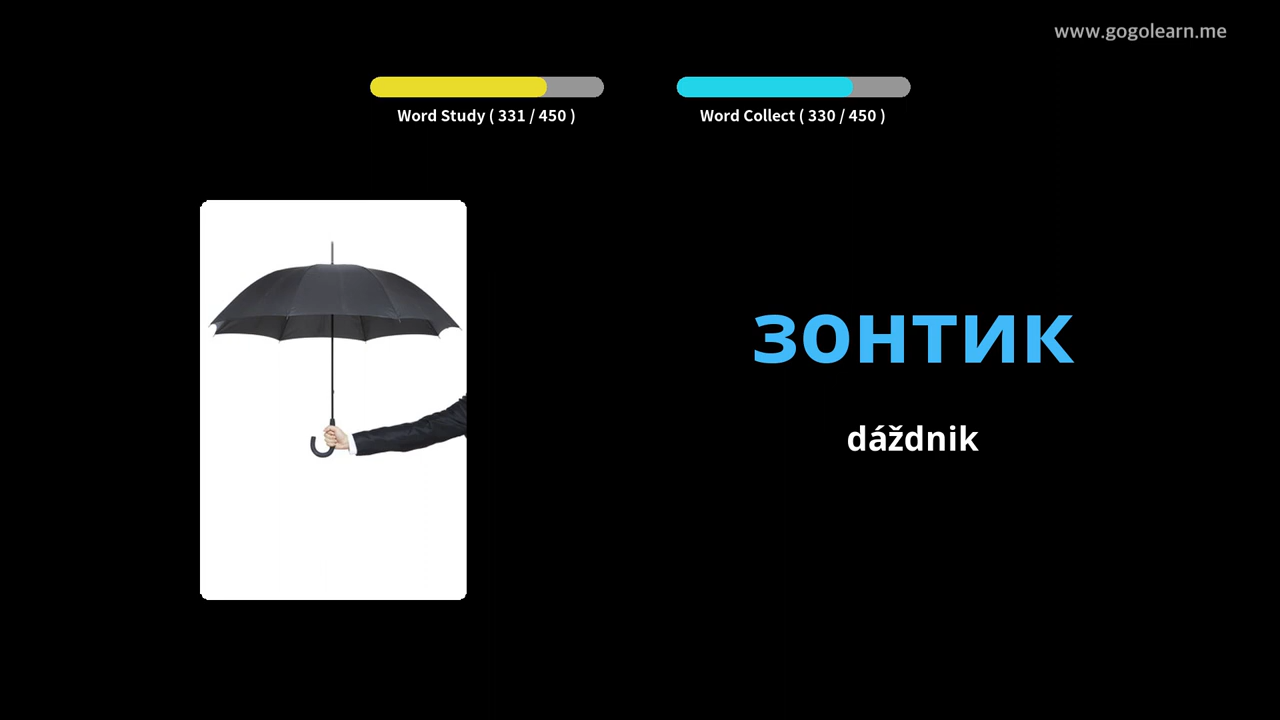 www.gogolearn.me
Word Study ( 331 / 450 )
Word Collect ( 330 / 450 )
зонтик
dáždnik